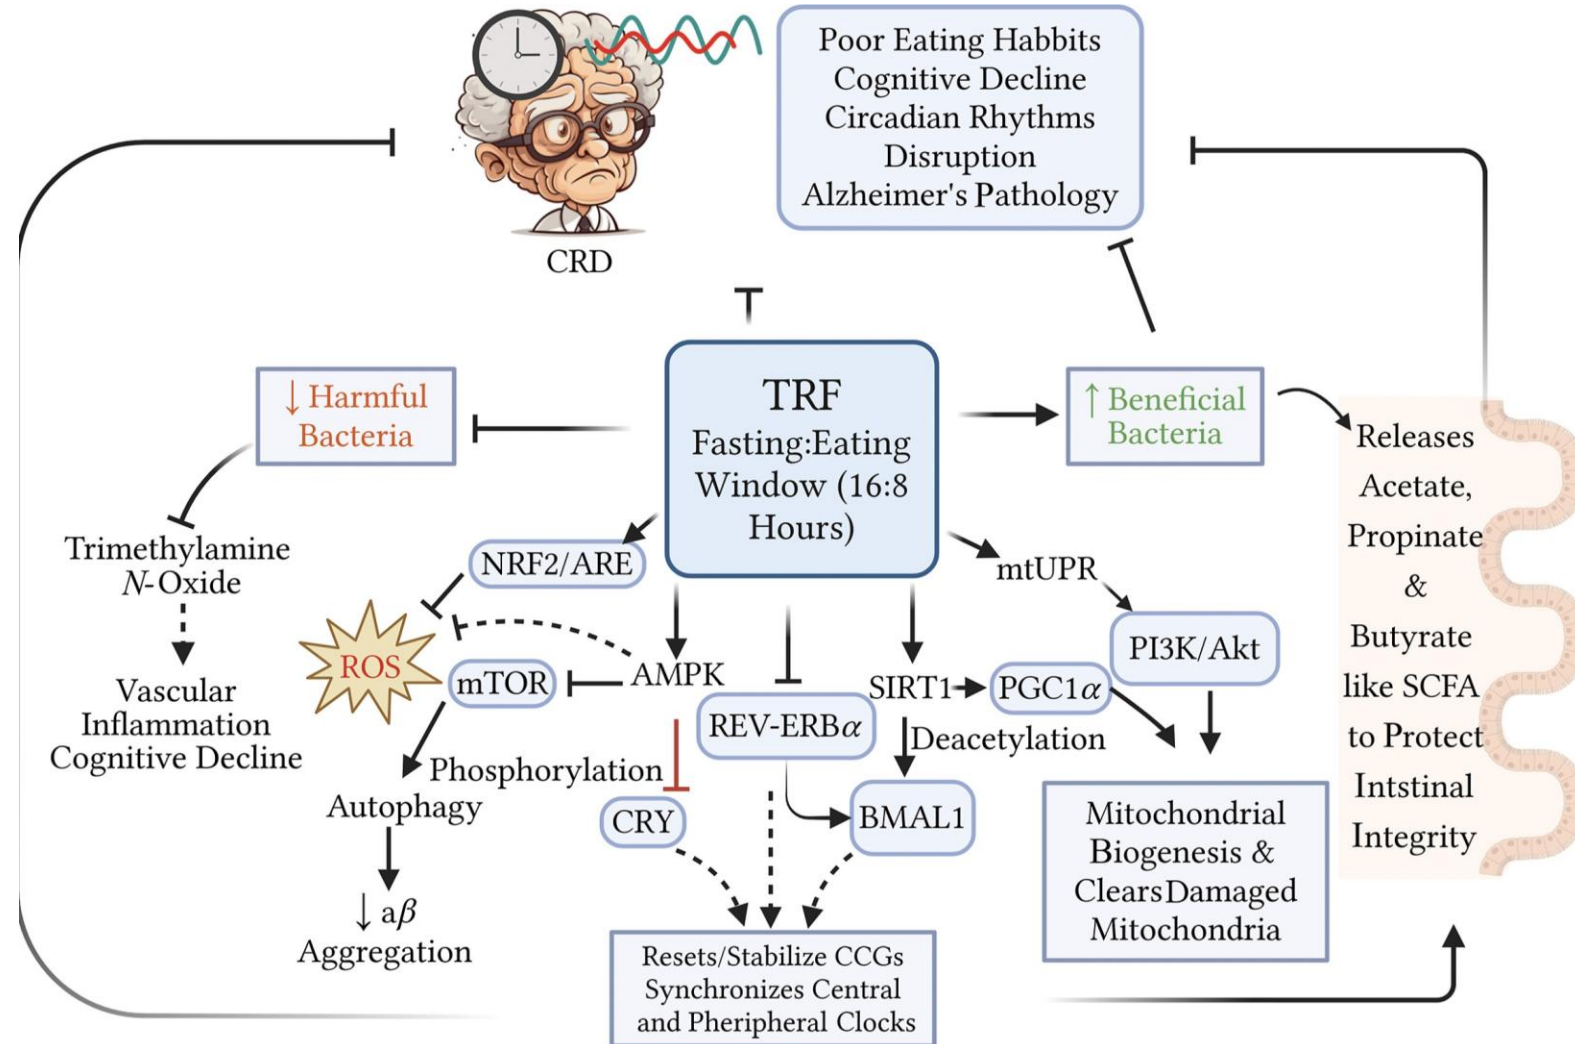 Poor Eating Habbits
Cognitive Decline
Circadian Rhythms
Disruption
Alzheimer's Pathology
CRD
TRF
Fasting:Eating
Window (16:8
Hours)
↓ Harmful
Bacteria
↑ Beneficial
Bacteria
Releases
Acetate,
Propinate
&
Butyrate
like SCFA
to Protect
Intstinal
Integrity
Trimethylamine
N-Oxide
Vascular
Inflammation
Cognitive Decline
NRF2/ARE
ROS
mTOR
AMPK
mtUPR
PI3K/Akt
SIRT1
PGC1α
REV-ERBα
Deacetylation
Phosphorylation
CRY
BMAL1
Autophagy
↓ aβ
Aggregation
Mitochondrial
Biogenesis &
Clears Damaged
Mitochondria
Resets/Stabilize CCGs
Synchronizes Central
and Pheripheral Clocks